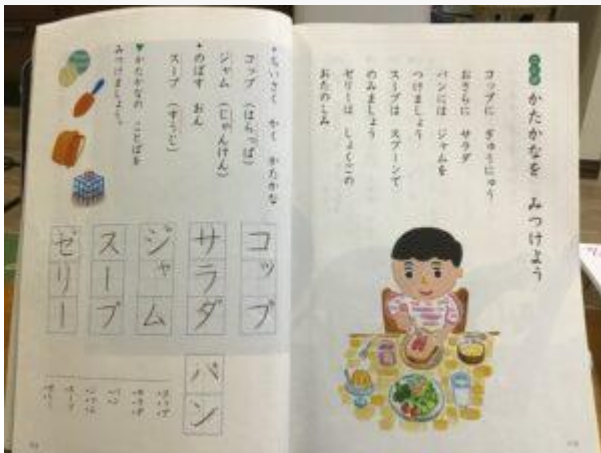 かたかなを みつけよう
コップに ぎゅうにゅう
おさらに サラダ
パンには ジャムを
つけましょう
スープは スプーンで
のみましょう
ゼリーは しょくごの
おたのしみ
ちいさく かく かたかな
コップ (はらっぱ)
ジャム (じゃんけん)
のばす おん
スープ (すうじ)
かたかなの ことばを
みつけましょう。
コップ
サラダ
ジャム
スープ
ゼリー
パン